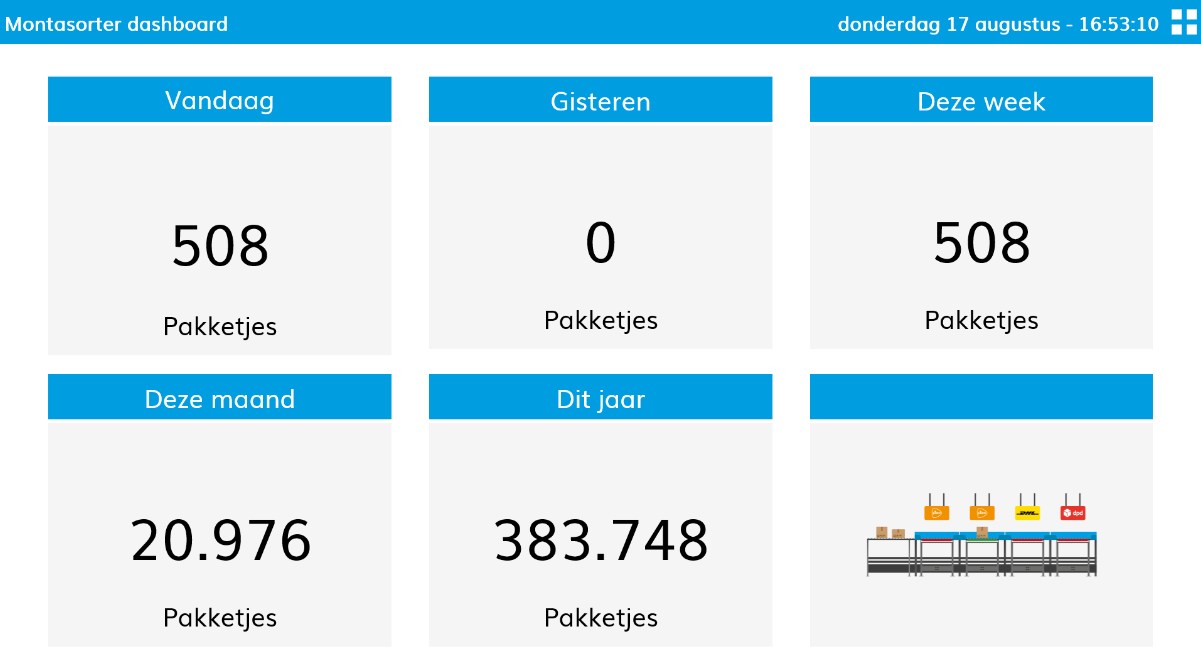 Montasorter dashboard
donderdag 17 augustus - 16:53:10
Vandaag
508
Pakketjes
Gisteren
0
Pakketjes
Deze week
508
Pakketjes
Deze maand
20.976
Pakketjes
Dit jaar
383.748
Pakketjes
DHL
dpd